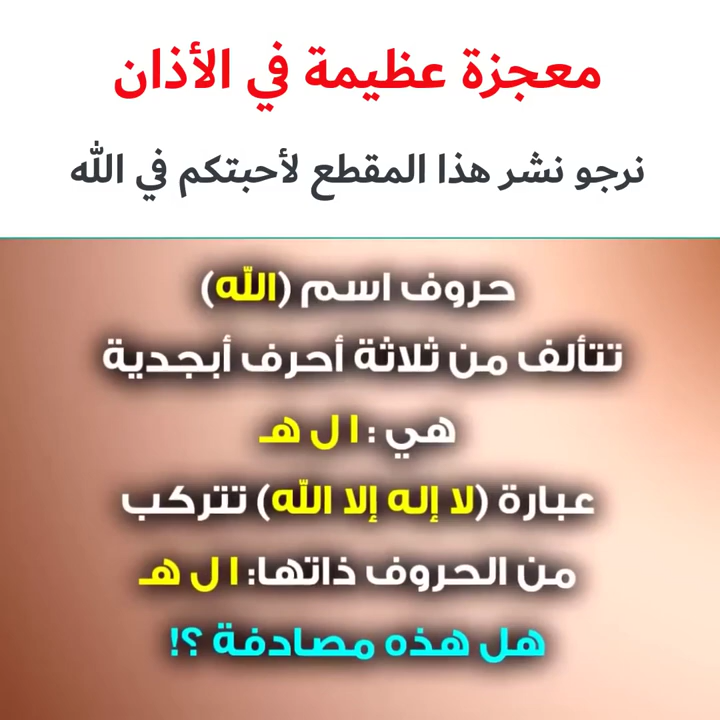 معجزة عظيمة في الأذان
نرجو نشر هذا المقطع لأحبتكم في الله
حروف اسم (الله)
تتألف من ثلاثة أحرف أبجدية
هي : ا ل هـ
عبارة (لا إله إلا الله) تتركب
من الحروف ذاتها: ا ل هـ
هل هذه مصادفة ؟!